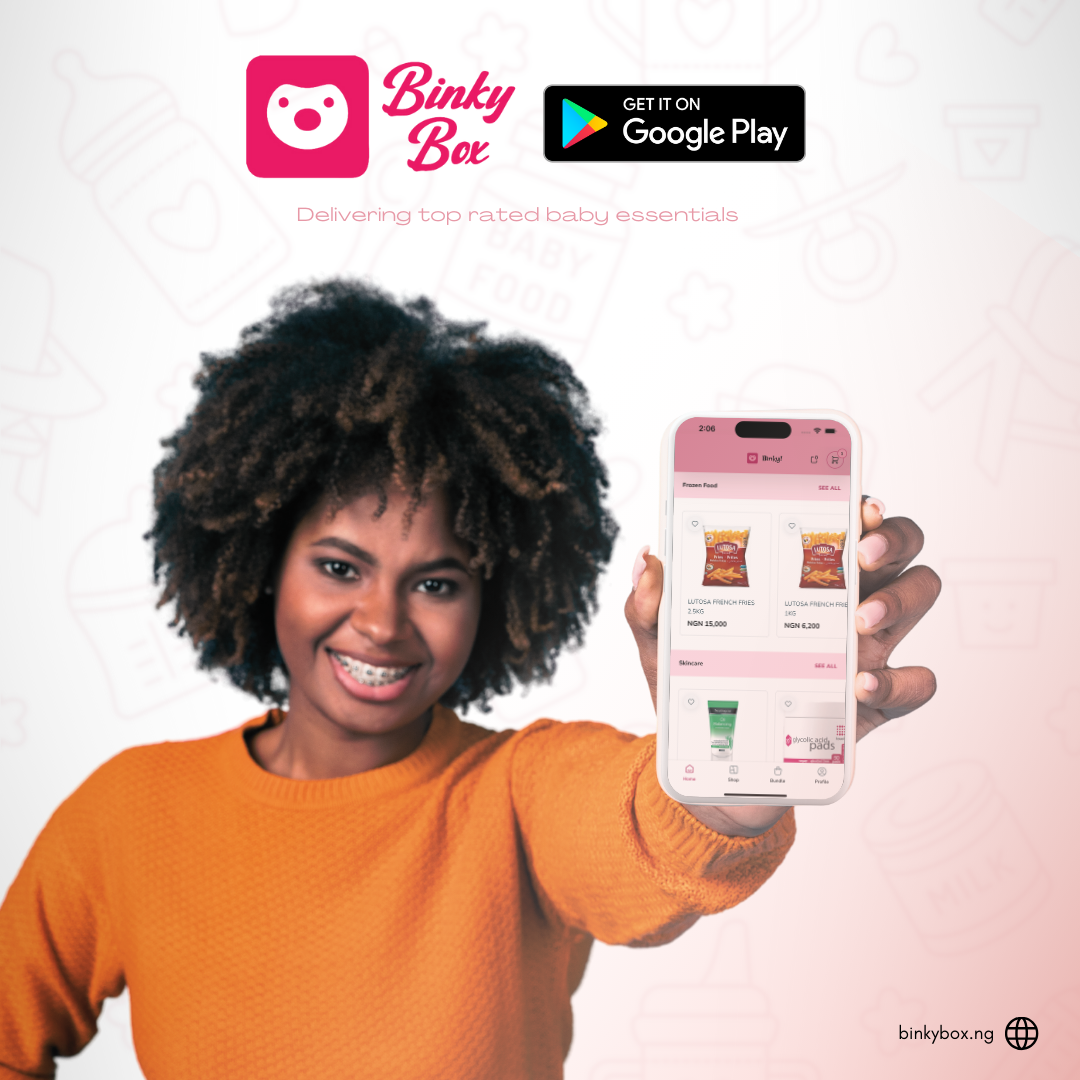 Binky
Box
GET IT ON
Google Play
Delivering top rated baby essentials
BABY
FOOD
2:06
Binky!
Frozen Food
SEE ALL
LUTOSA
LUTOSA
LUTOSA FRENCH FRIES
2.5KG
NGN 15,000
LUTOSA FRENCH FRIE
1KG
NGN 6,200
Skincare
SEE ALL
glycolic acid
pads
Home
Shop
Bundle
Profile
MILK
binkybox.ng